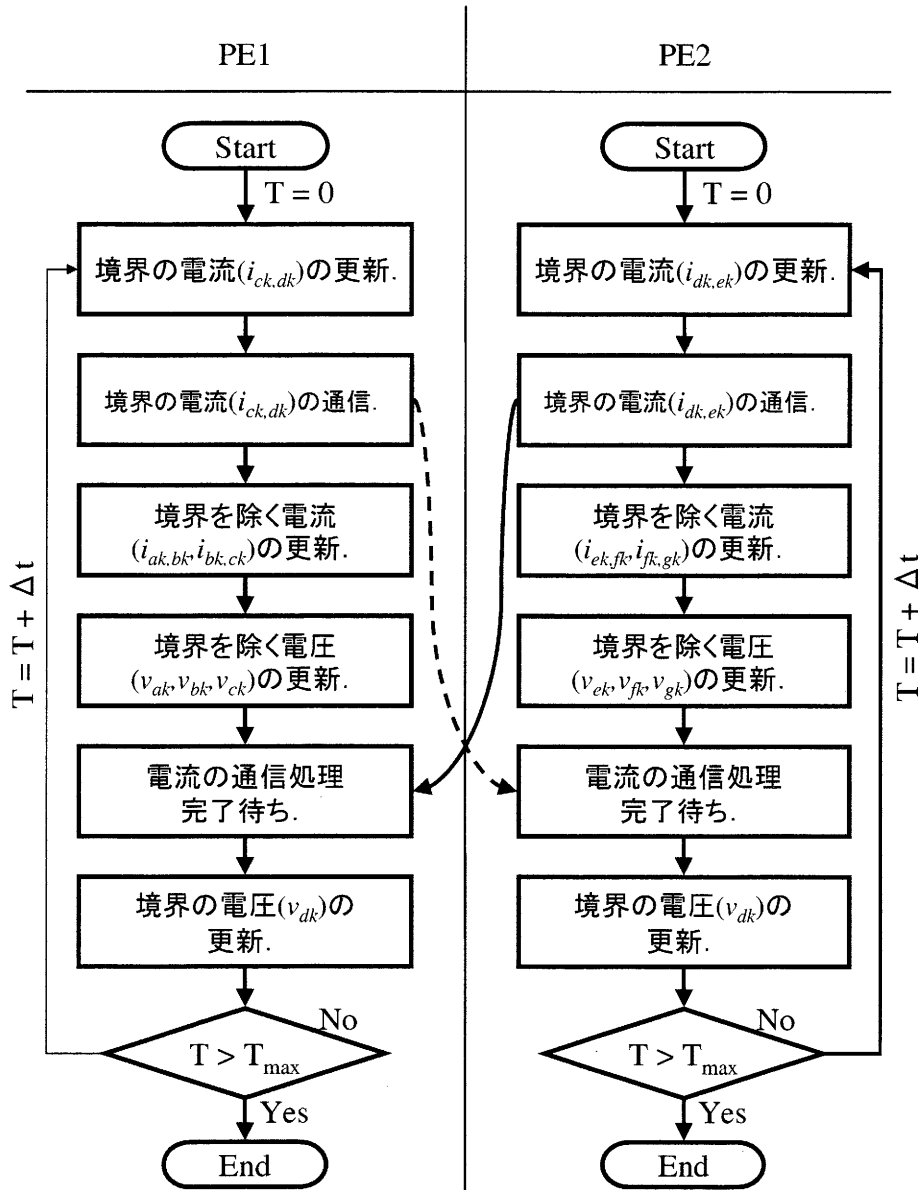 PE1
Start
T = 0
境界の電流(i_{ck,dk})の更新.
境界の電流(i_{ck,dk})の通信.
境界を除く電流
(i_{ak,bk},i_{bk,ck})の更新.
境界を除く電圧
(v_{ak},v_{bk},v_{ck})の更新.
電流の通信処理
完了待ち.
境界の電圧(v_{dk})の
更新.
No
T > T_{max}
Yes
End
T = T + Δt
PE2
Start
T = 0
境界の電流(i_{dk,ek})の更新.
境界の電流(i_{dk,ek})の通信.
境界を除く電流
(i_{ek,fk},i_{fk,gk})の更新.
境界を除く電圧
(v_{ek},v_{fk},v_{gk})の更新.
電流の通信処理
完了待ち.
境界の電圧(v_{dk})の
更新.
No
T > T_{max}
Yes
End
T = T + Δt